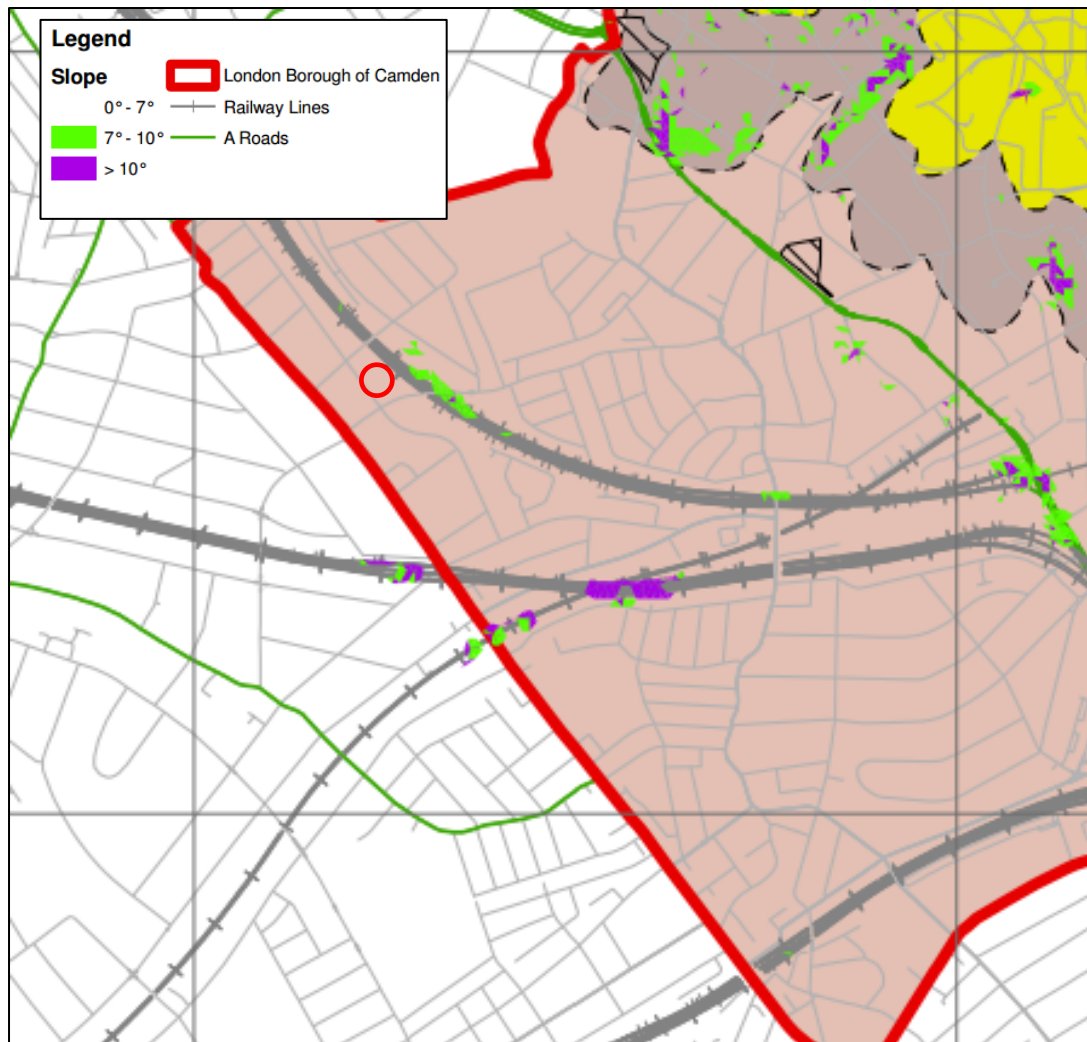 Legend
Slope
London Borough of Camden
0°- 7°
Railway Lines
7°- 10°
A Roads
> 10°